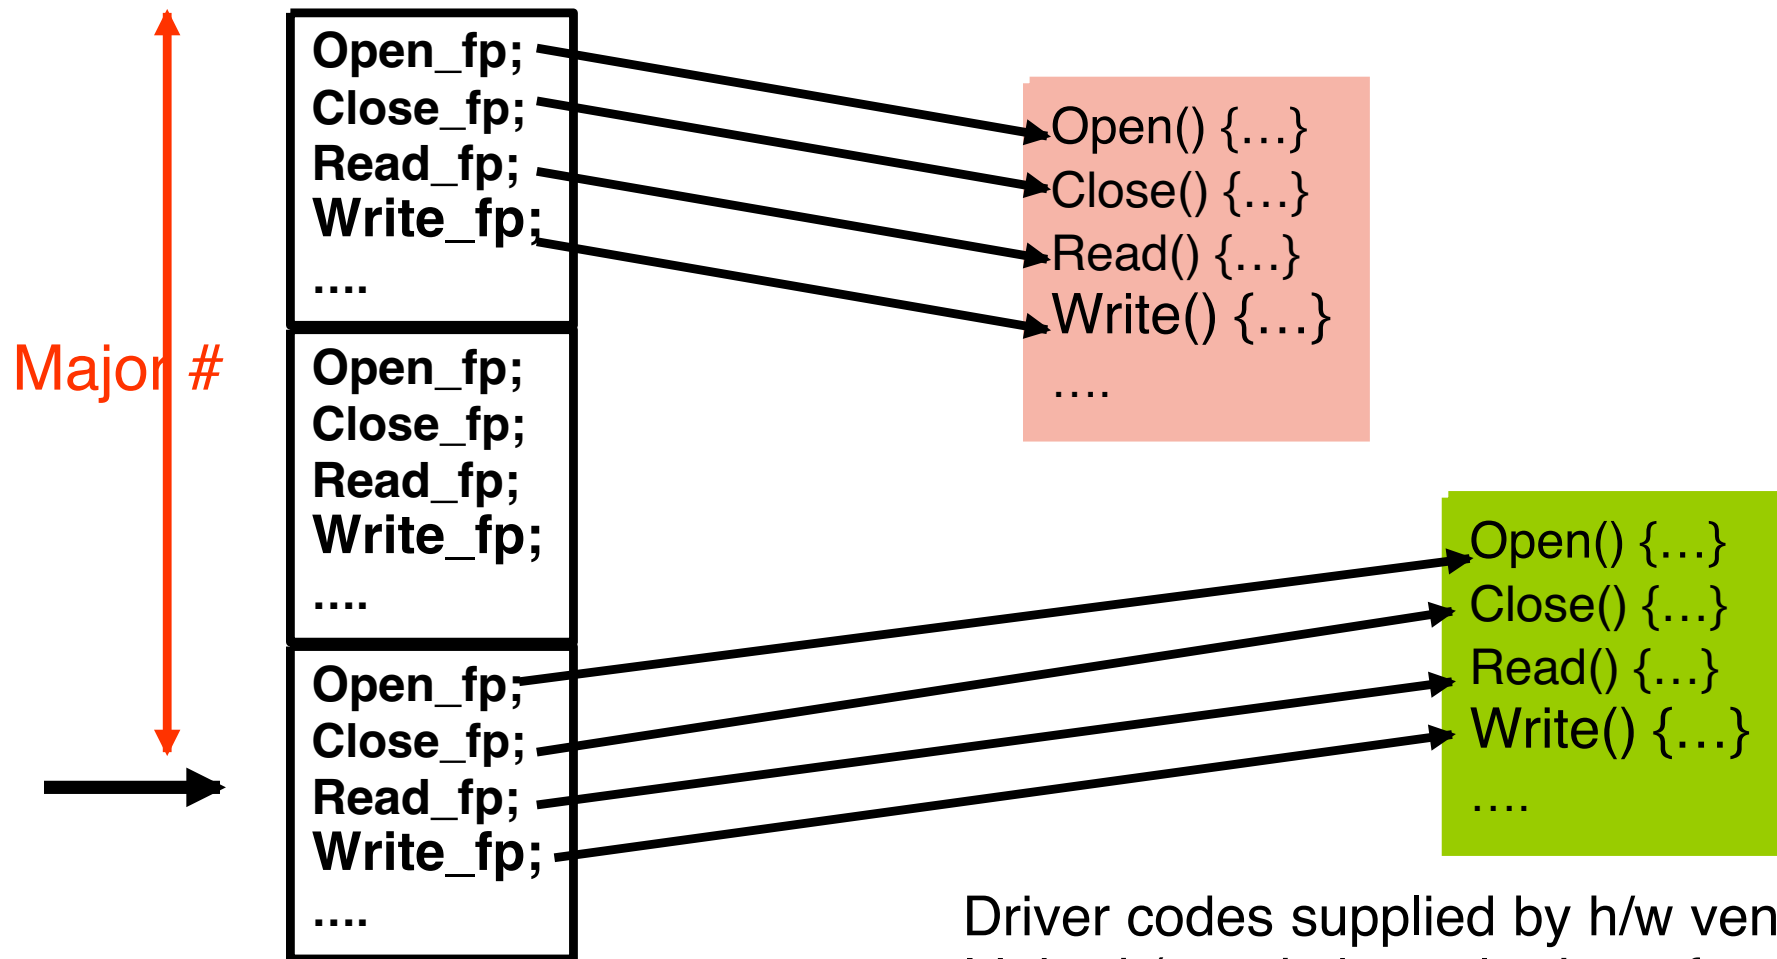 Open_fp;
Close_fp;
Read_fp;
Write_fp;
....
Open() {…}
Close() {…}
Read() {…}
Write() {…}
….
Major #
Open_fp;
Close_fp;
Read_fp;
Write_fp;
....
Open() {…}
Close() {…}
Read() {…}
Write() {…}
….
Open_fp;
Close_fp;
Read_fp;
Write_fp;
....
Driver codes supplied by h/w ven